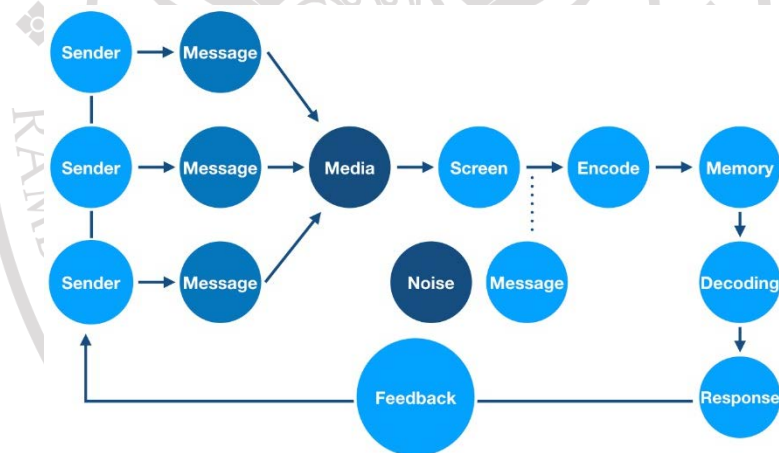 Sender
Message
Sender
Message
Media
Screen
Encode
Memory
Sender
Message
Noise
Message
Decoding
Feedback
Response